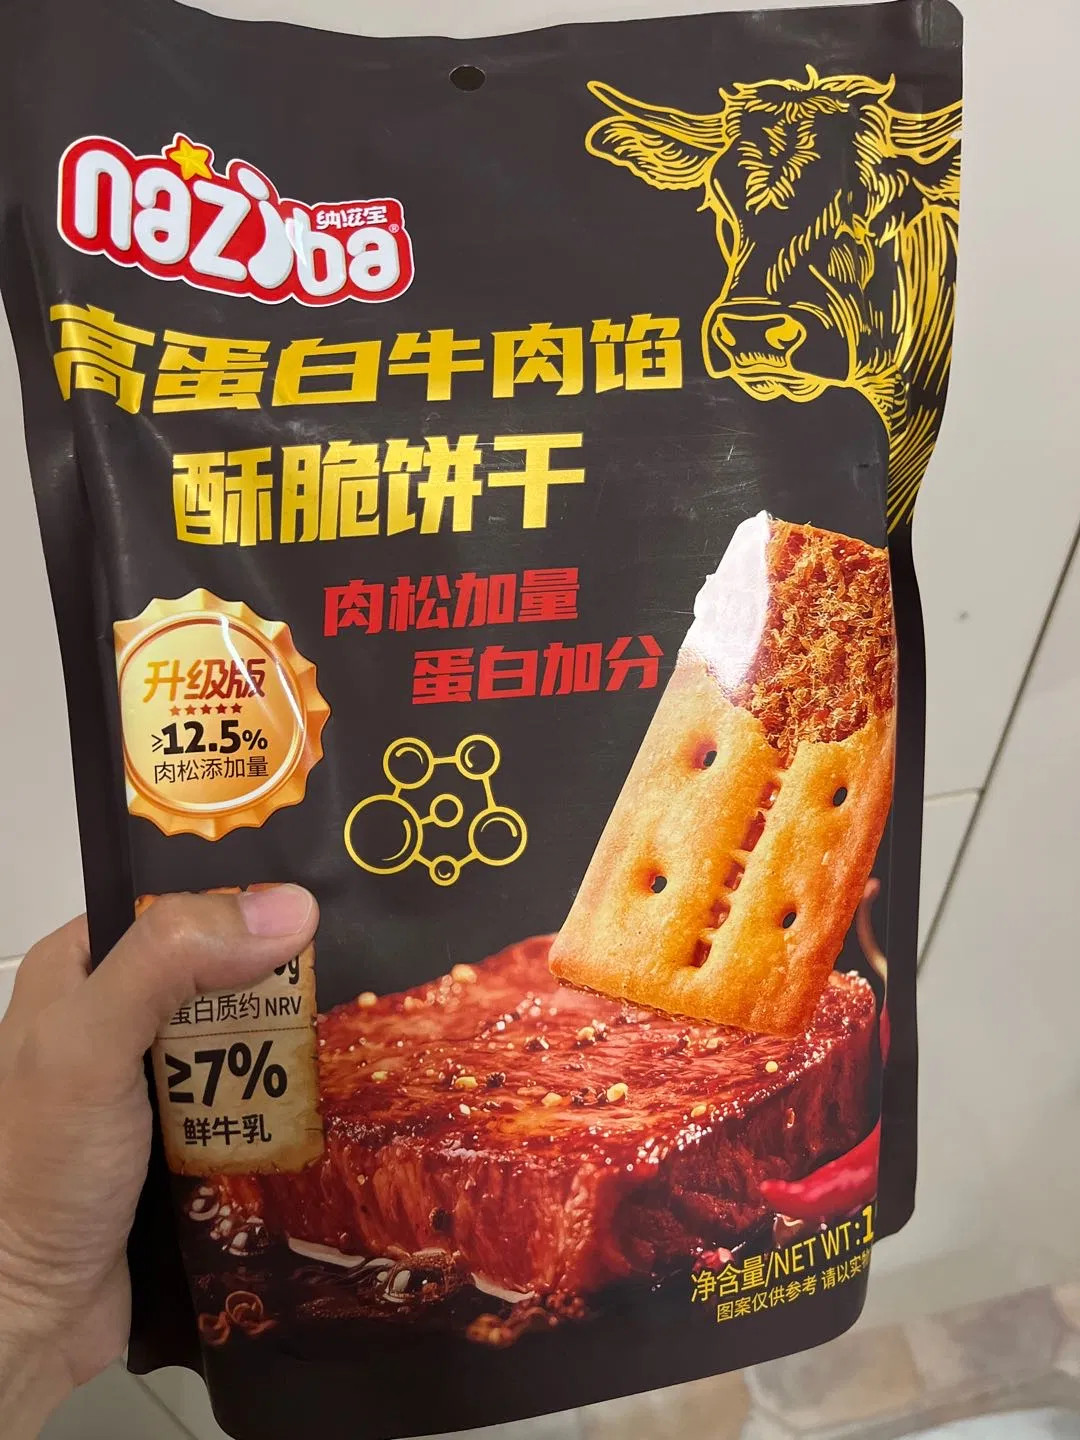 naziba
纳滋宝®
高蛋白牛肉馅
酥脆饼干
肉松加量
蛋白加分
升级版
≥12.5%
肉松添加量
g
蛋白质约NRV
≥7%
鲜牛乳
净含量/NET WT:1
图案仅供参考 请以实物